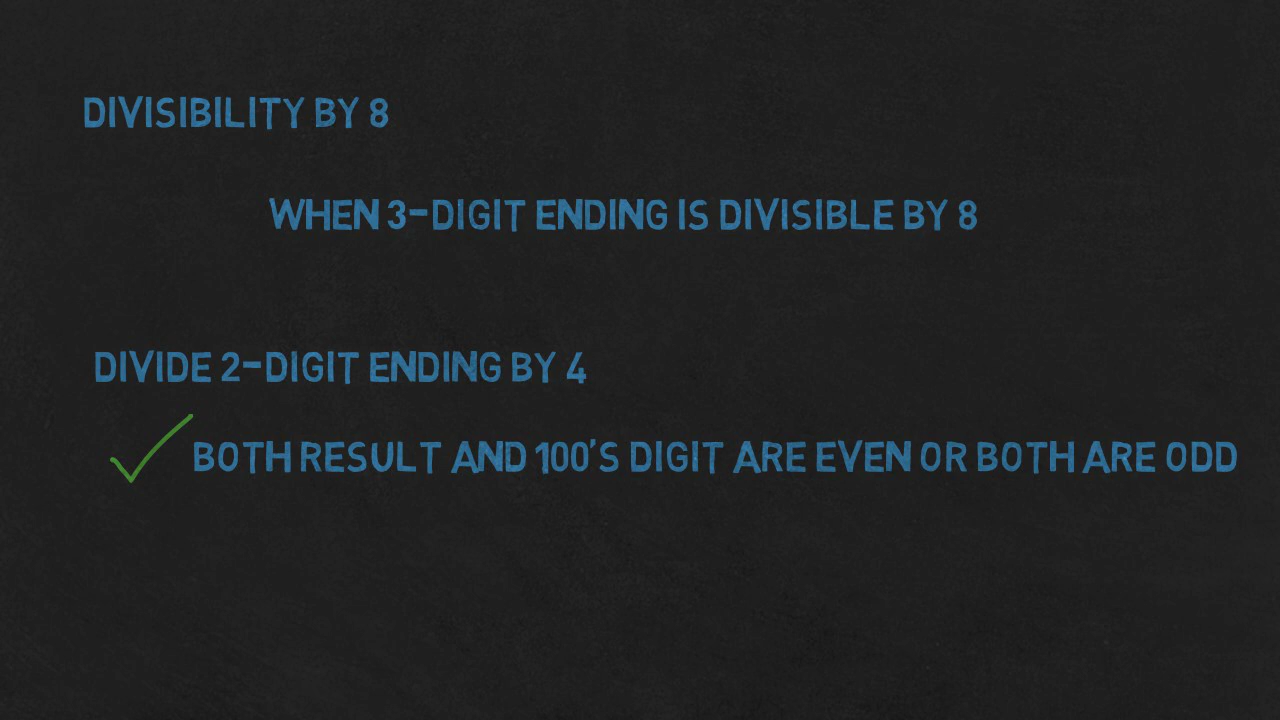 DIVISIBILITY BY 8
WHEN 3-DIGIT ENDING IS DIVISIBLE BY 8
DIVIDE 2-DIGIT ENDING BY 4
BOTH RESULT AND 100'S DIGIT ARE EVEN OR BOTH ARE ODD